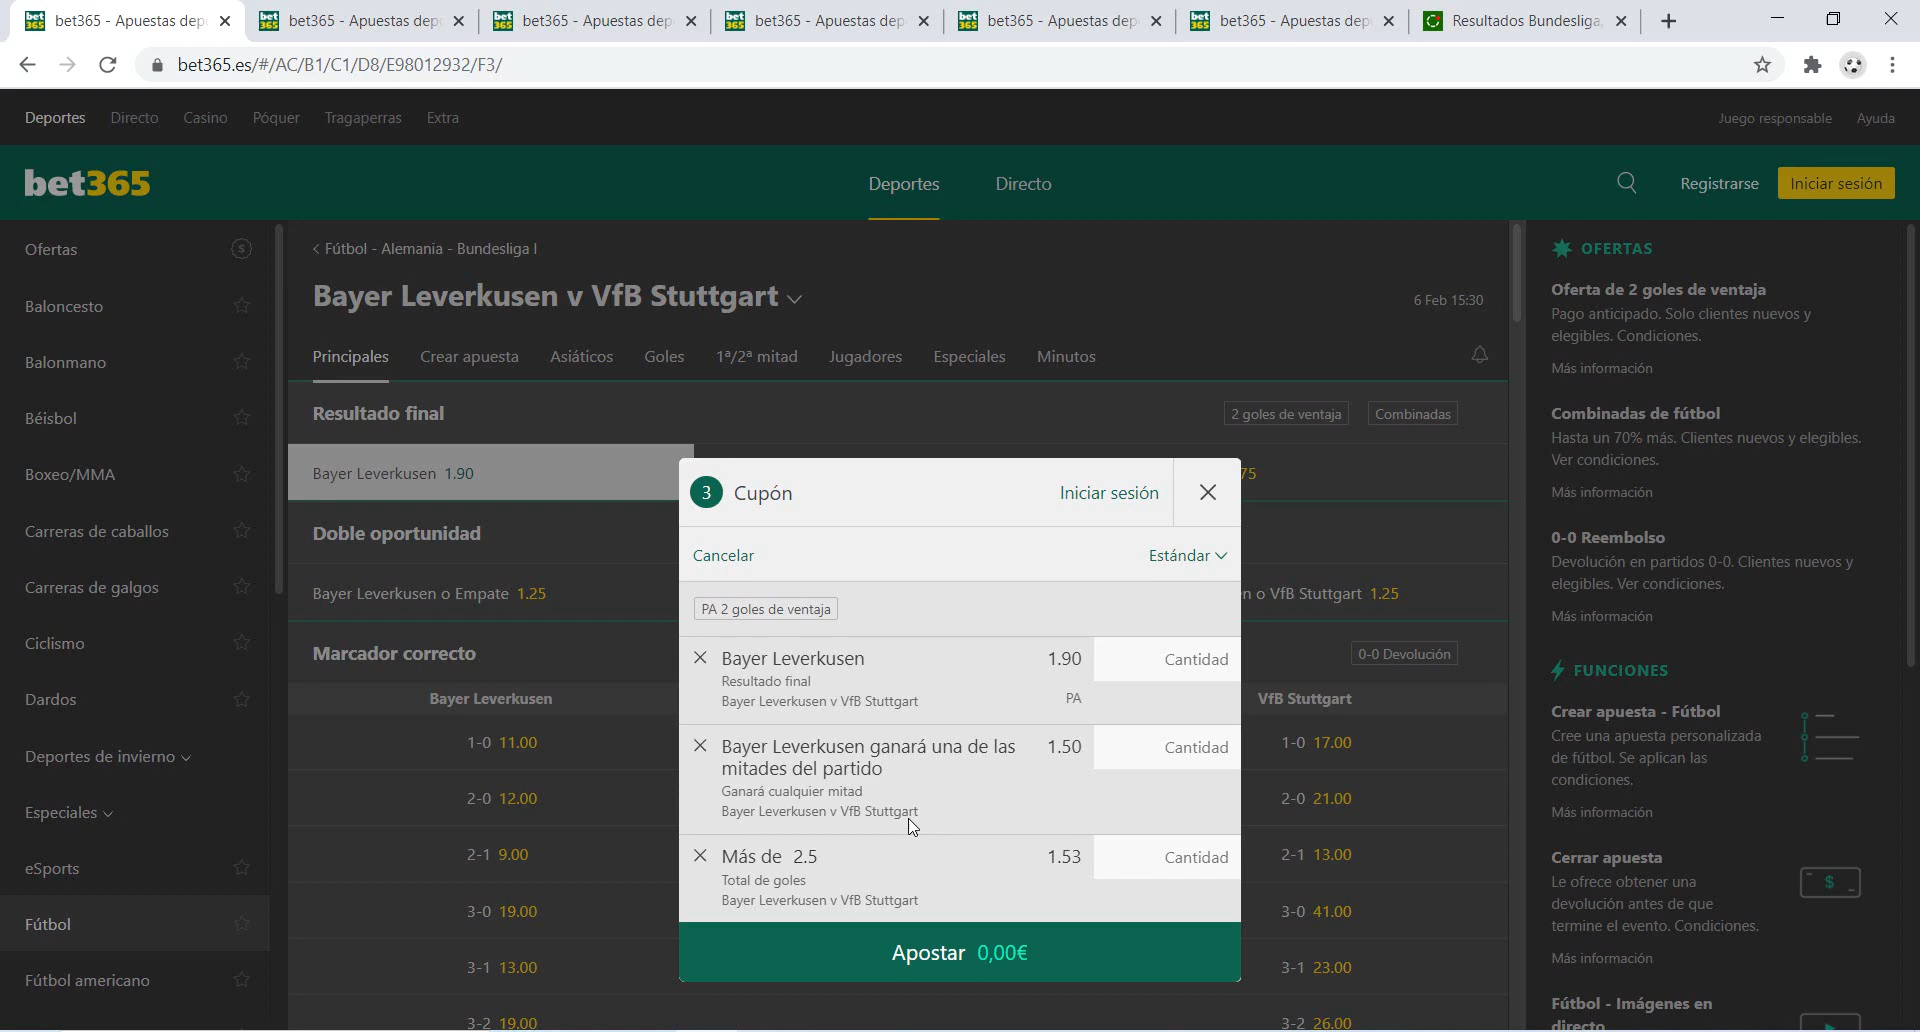 bet365 - Apuestas dep
bet365 - Apuestas dep
bet365 - Apuestas dep
bet365 - Apuestas dep
bet365 - Apuestas dep
bet365 - Apuestas dep
Resultados Bundesliga,
bet365.es/#/AC/B1/C1/D8/E98012932/F3/
Deportes Directo Casino Póquer Tragaperras Extra
Juego responsable Ayuda
bet365
Deportes Directo
Registrarse Iniciar sesión
Ofertas
Baloncesto
Balonmano
Béisbol
Boxeo/MMA
Carreras de caballos
Carreras de galgos
Ciclismo
Dardos
Deportes de invierno
Especiales
eSports
Fútbol
Fútbol americano
< Fútbol - Alemania - Bundesliga I
Bayer Leverkusen v VfB Stuttgart
6 Feb 15:30
Principales Crear apuesta Asiáticos Goles 1ª/2ª mitad Jugadores Especiales Minutos
Resultado final
2 goles de ventaja Combinadas
Bayer Leverkusen 1.90
75
Doble oportunidad
Bayer Leverkusen o Empate 1.25
n o VfB Stuttgart 1.25
Marcador correcto
0-0 Devolución
Bayer Leverkusen VfB Stuttgart
1-0 11.00 1-0 17.00
2-0 12.00 2-0 21.00
2-1 9.00 2-1 13.00
3-0 19.00 3-0 41.00
3-1 13.00 3-1 23.00
3-2 19.00 3-2 26.00
3 Cupón Iniciar sesión
Cancelar Estándar
PA 2 goles de ventaja
Bayer Leverkusen 1.90 Cantidad
Resultado final
Bayer Leverkusen v VfB Stuttgart PA
Bayer Leverkusen ganará una de las 1.50 Cantidad
mitades del partido
Ganará cualquier mitad
Bayer Leverkusen v VfB Stuttgart
Más de 2.5 1.53 Cantidad
Total de goles
Bayer Leverkusen v VfB Stuttgart
Apostar 0,00€
OFERTAS
Oferta de 2 goles de ventaja
Pago anticipado. Solo clientes nuevos y
elegibles. Condiciones.
Más información
Combinadas de fútbol
Hasta un 70% más. Clientes nuevos y elegibles.
Ver condiciones.
Más información
0-0 Reembolso
Devolución en partidos 0-0. Clientes nuevos y
elegibles. Ver condiciones.
Más información
FUNCIONES
Crear apuesta - Fútbol
Cree una apuesta personalizada
de fútbol. Se aplican las
condiciones.
Más información
Cerrar apuesta
Le ofrece obtener una
devolución antes de que
termine el evento. Condiciones.
Más información
Fútbol - Imágenes en
directo